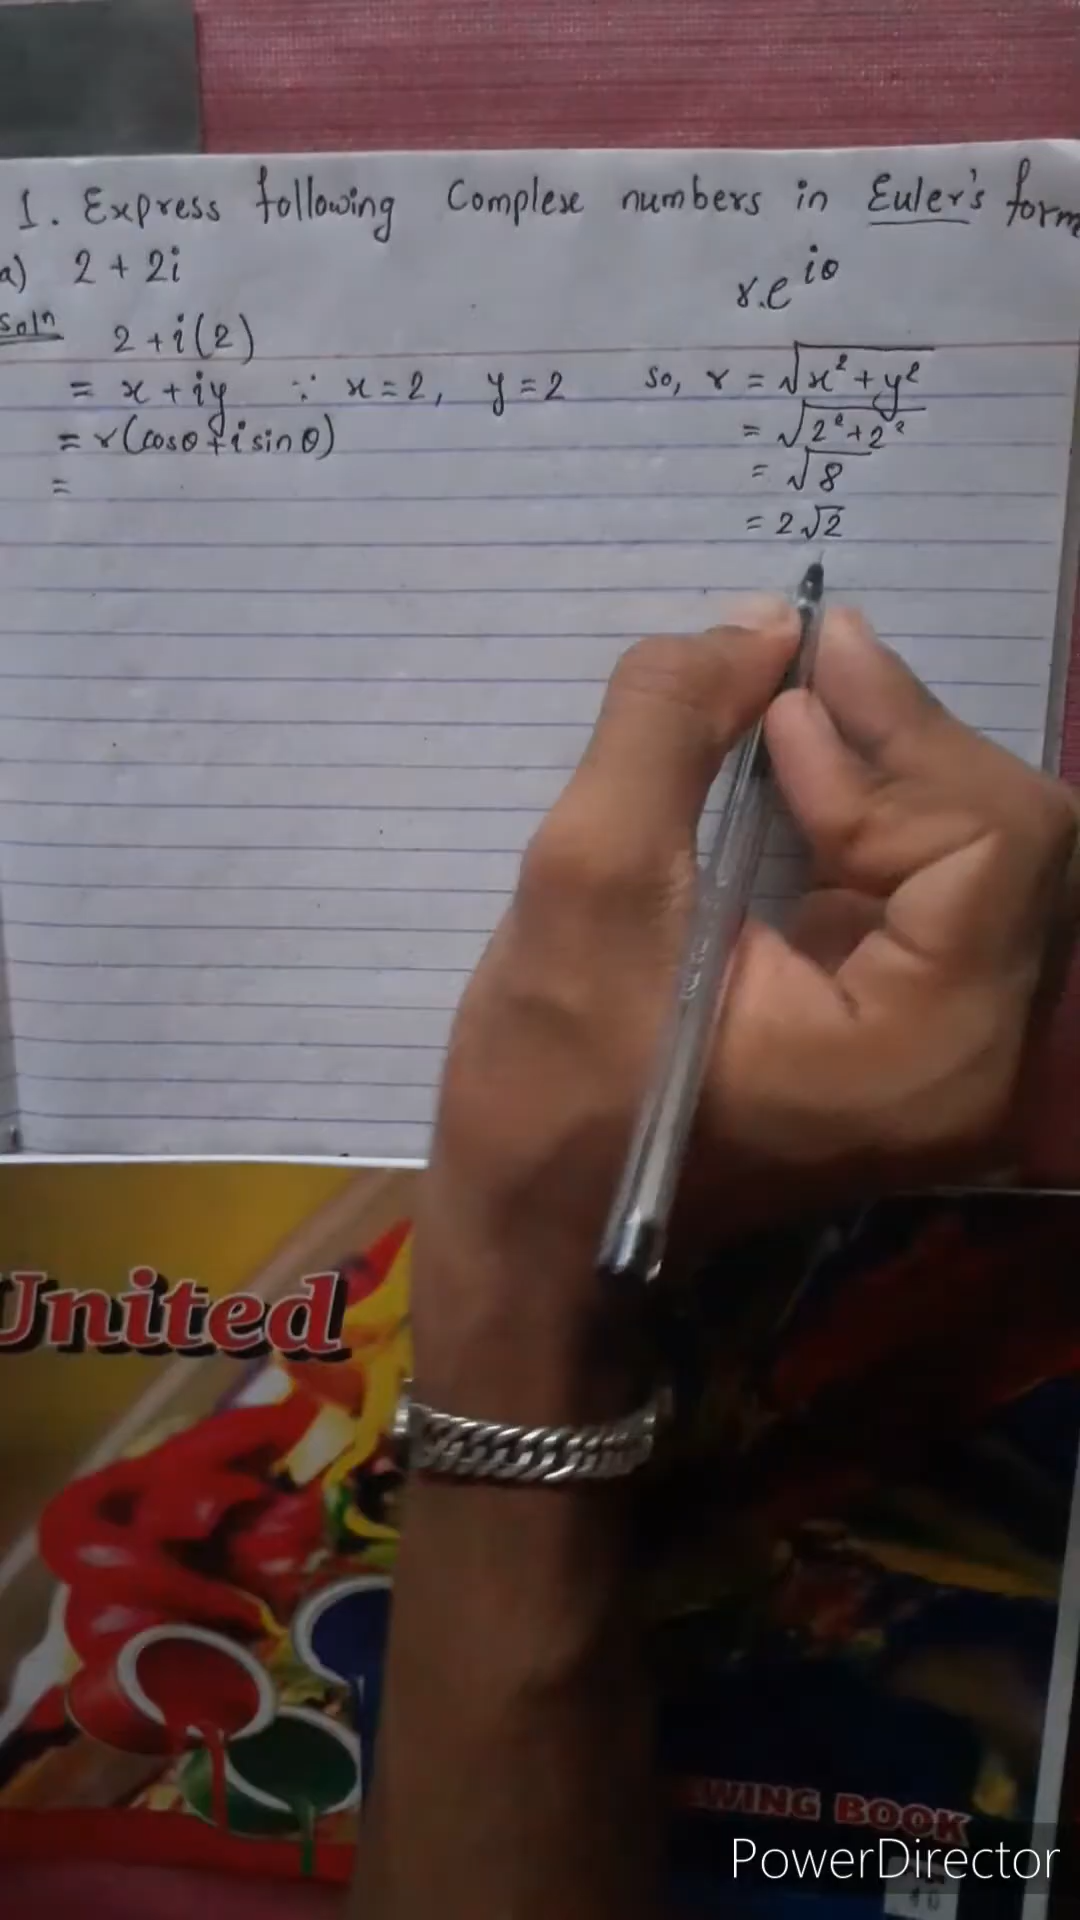 1. Express following Complex numbers in Euler's form
a) 2 + 2i
r.e^{iθ}
Soln 2 + i(2)
= x + iy ∵ x = 2, y = 2 so, r = √x² + y²
= r(cosθ + i sinθ) = √2² + 2²
= = √8
= 2√2
United
WING BOOK
PowerDirector